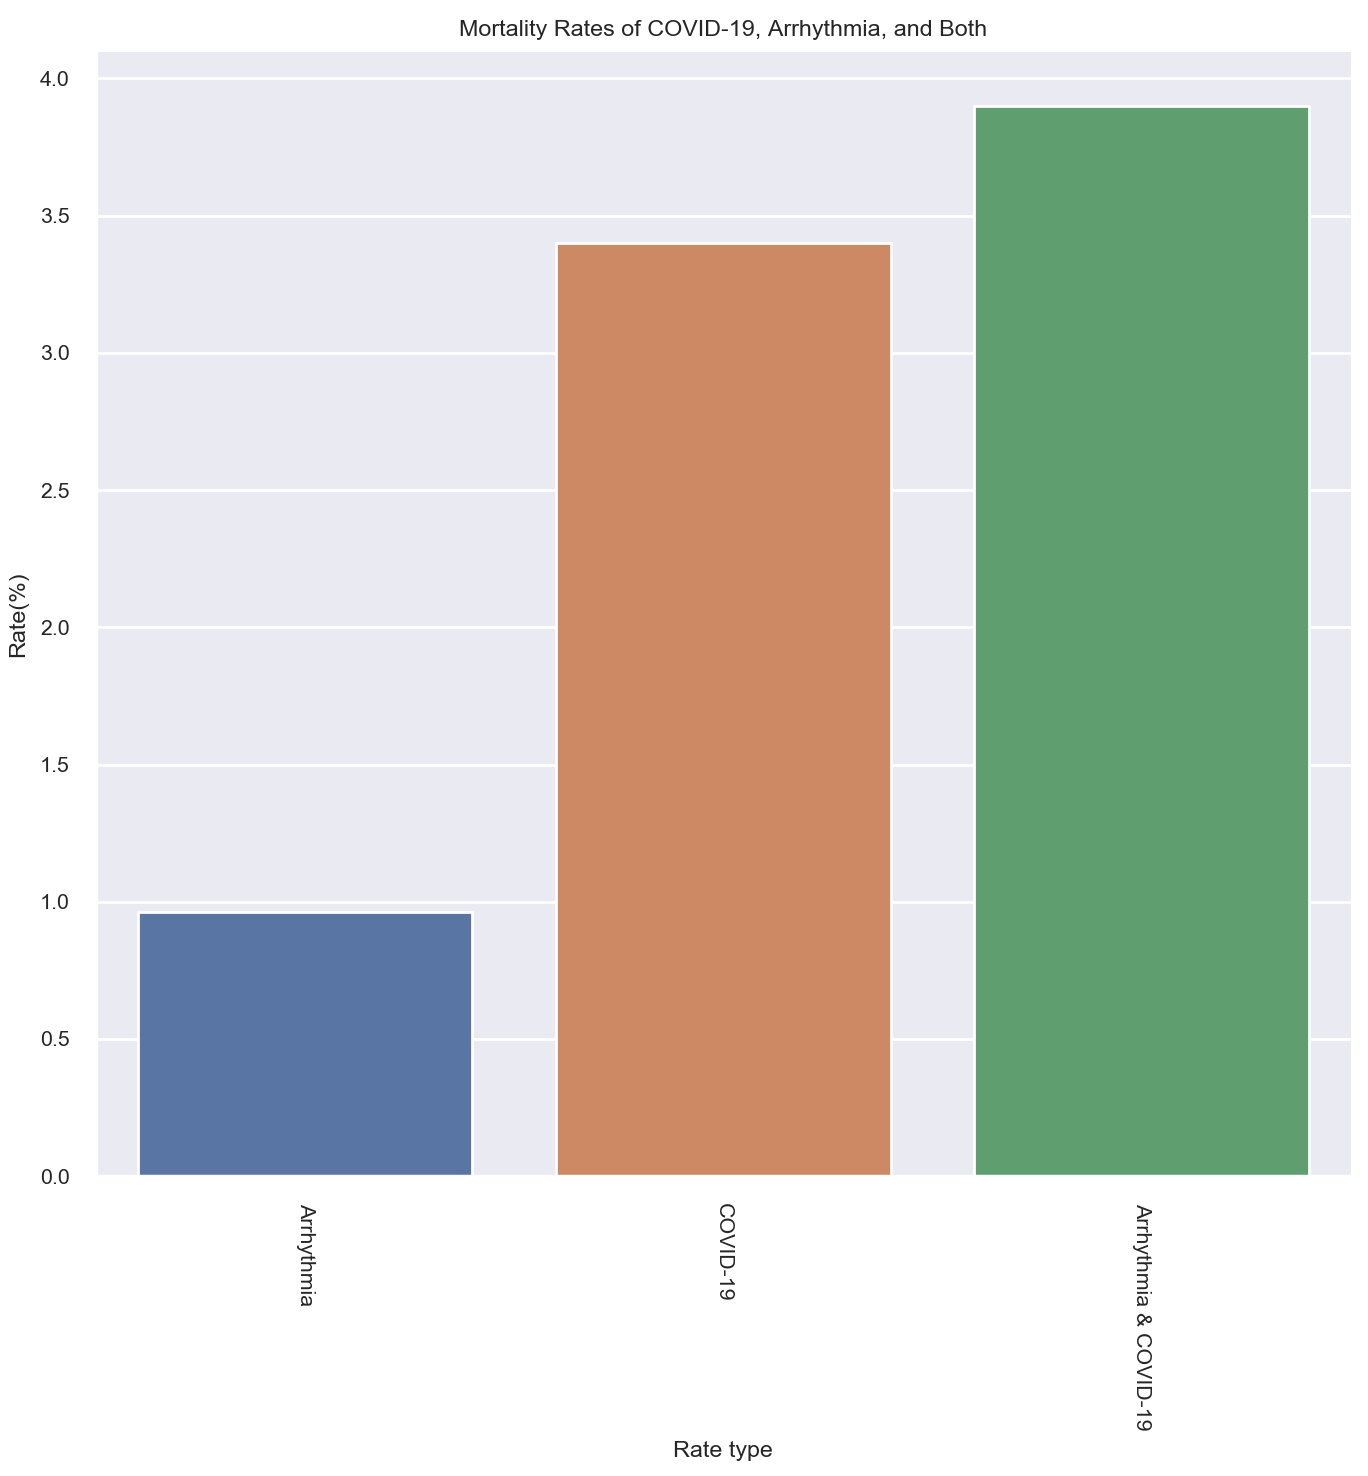 Mortality Rates of COVID-19, Arrhythmia, and Both
4.0
3.5
3.0
2.5
2.0
1.5
1.0
0.5
0.0
Rate(%)
Arrhythmia
COVID-19
Arrhythmia & COVID-19
Rate type